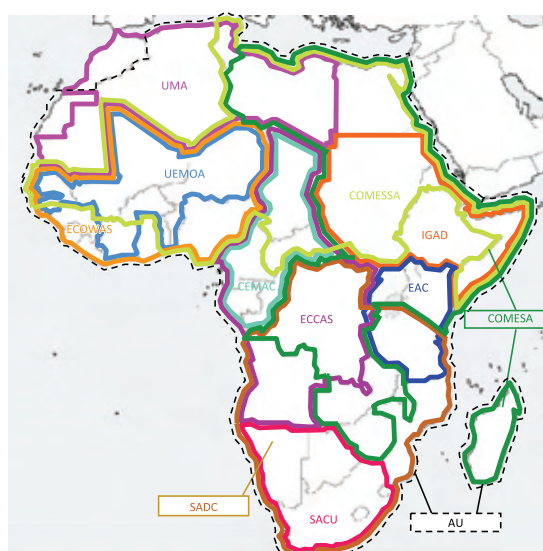 UMA
UEMOA
ECOWAS
COMESSA
IGAD
CEMAC
EAC
ECCAS
COMESA
SADC
SACU
AU